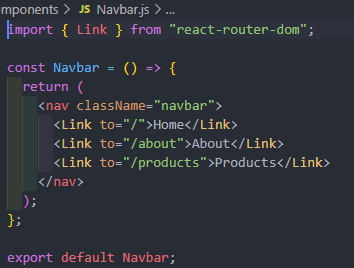 omponents > JS Navbar.js > ...
import { Link } from "react-router-dom";

const Navbar = () => {
  return (
    <nav className="navbar">
      <Link to="/">Home</Link>
      <Link to="/about">About</Link>
      <Link to="/products">Products</Link>
    </nav>
  );
};

export default Navbar;